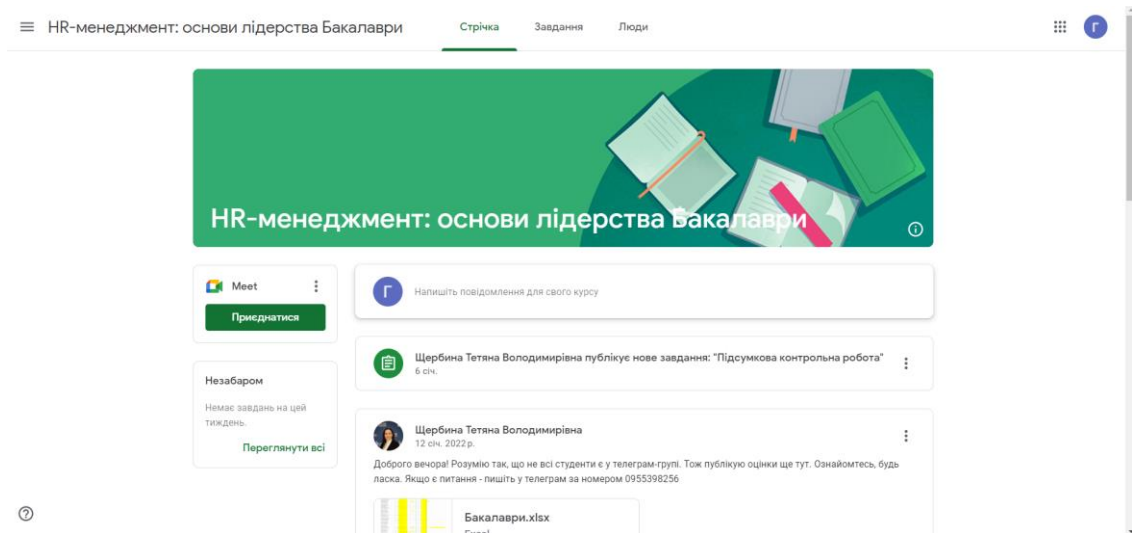 HR-менеджмент: основи лідерства Бакалаври
Стрічка
Завдання
Люди
Г
HR-менеджмент: основи лідерства Бакалаври
Meet
Приєднатися
Г
Напишіть повідомлення для свого курсу
Щербина Тетяна Володимирівна публікує нове завдання: "Підсумкова контрольна робота"
6 січ.
Незабаром
Немає завдань на цей
тиждень.
Переглянути всі
Щербина Тетяна Володимирівна
12 січ. 2022 р.
Доброго вечора! Розумію так, що не всі студенти є у телеграм-групі. Тож публікую оцінки ще тут. Ознайомтесь, будь
ласка. Якщо є питання - пишіть у телеграм за номером 0955398256
Бакалаври.xlsx
Excel